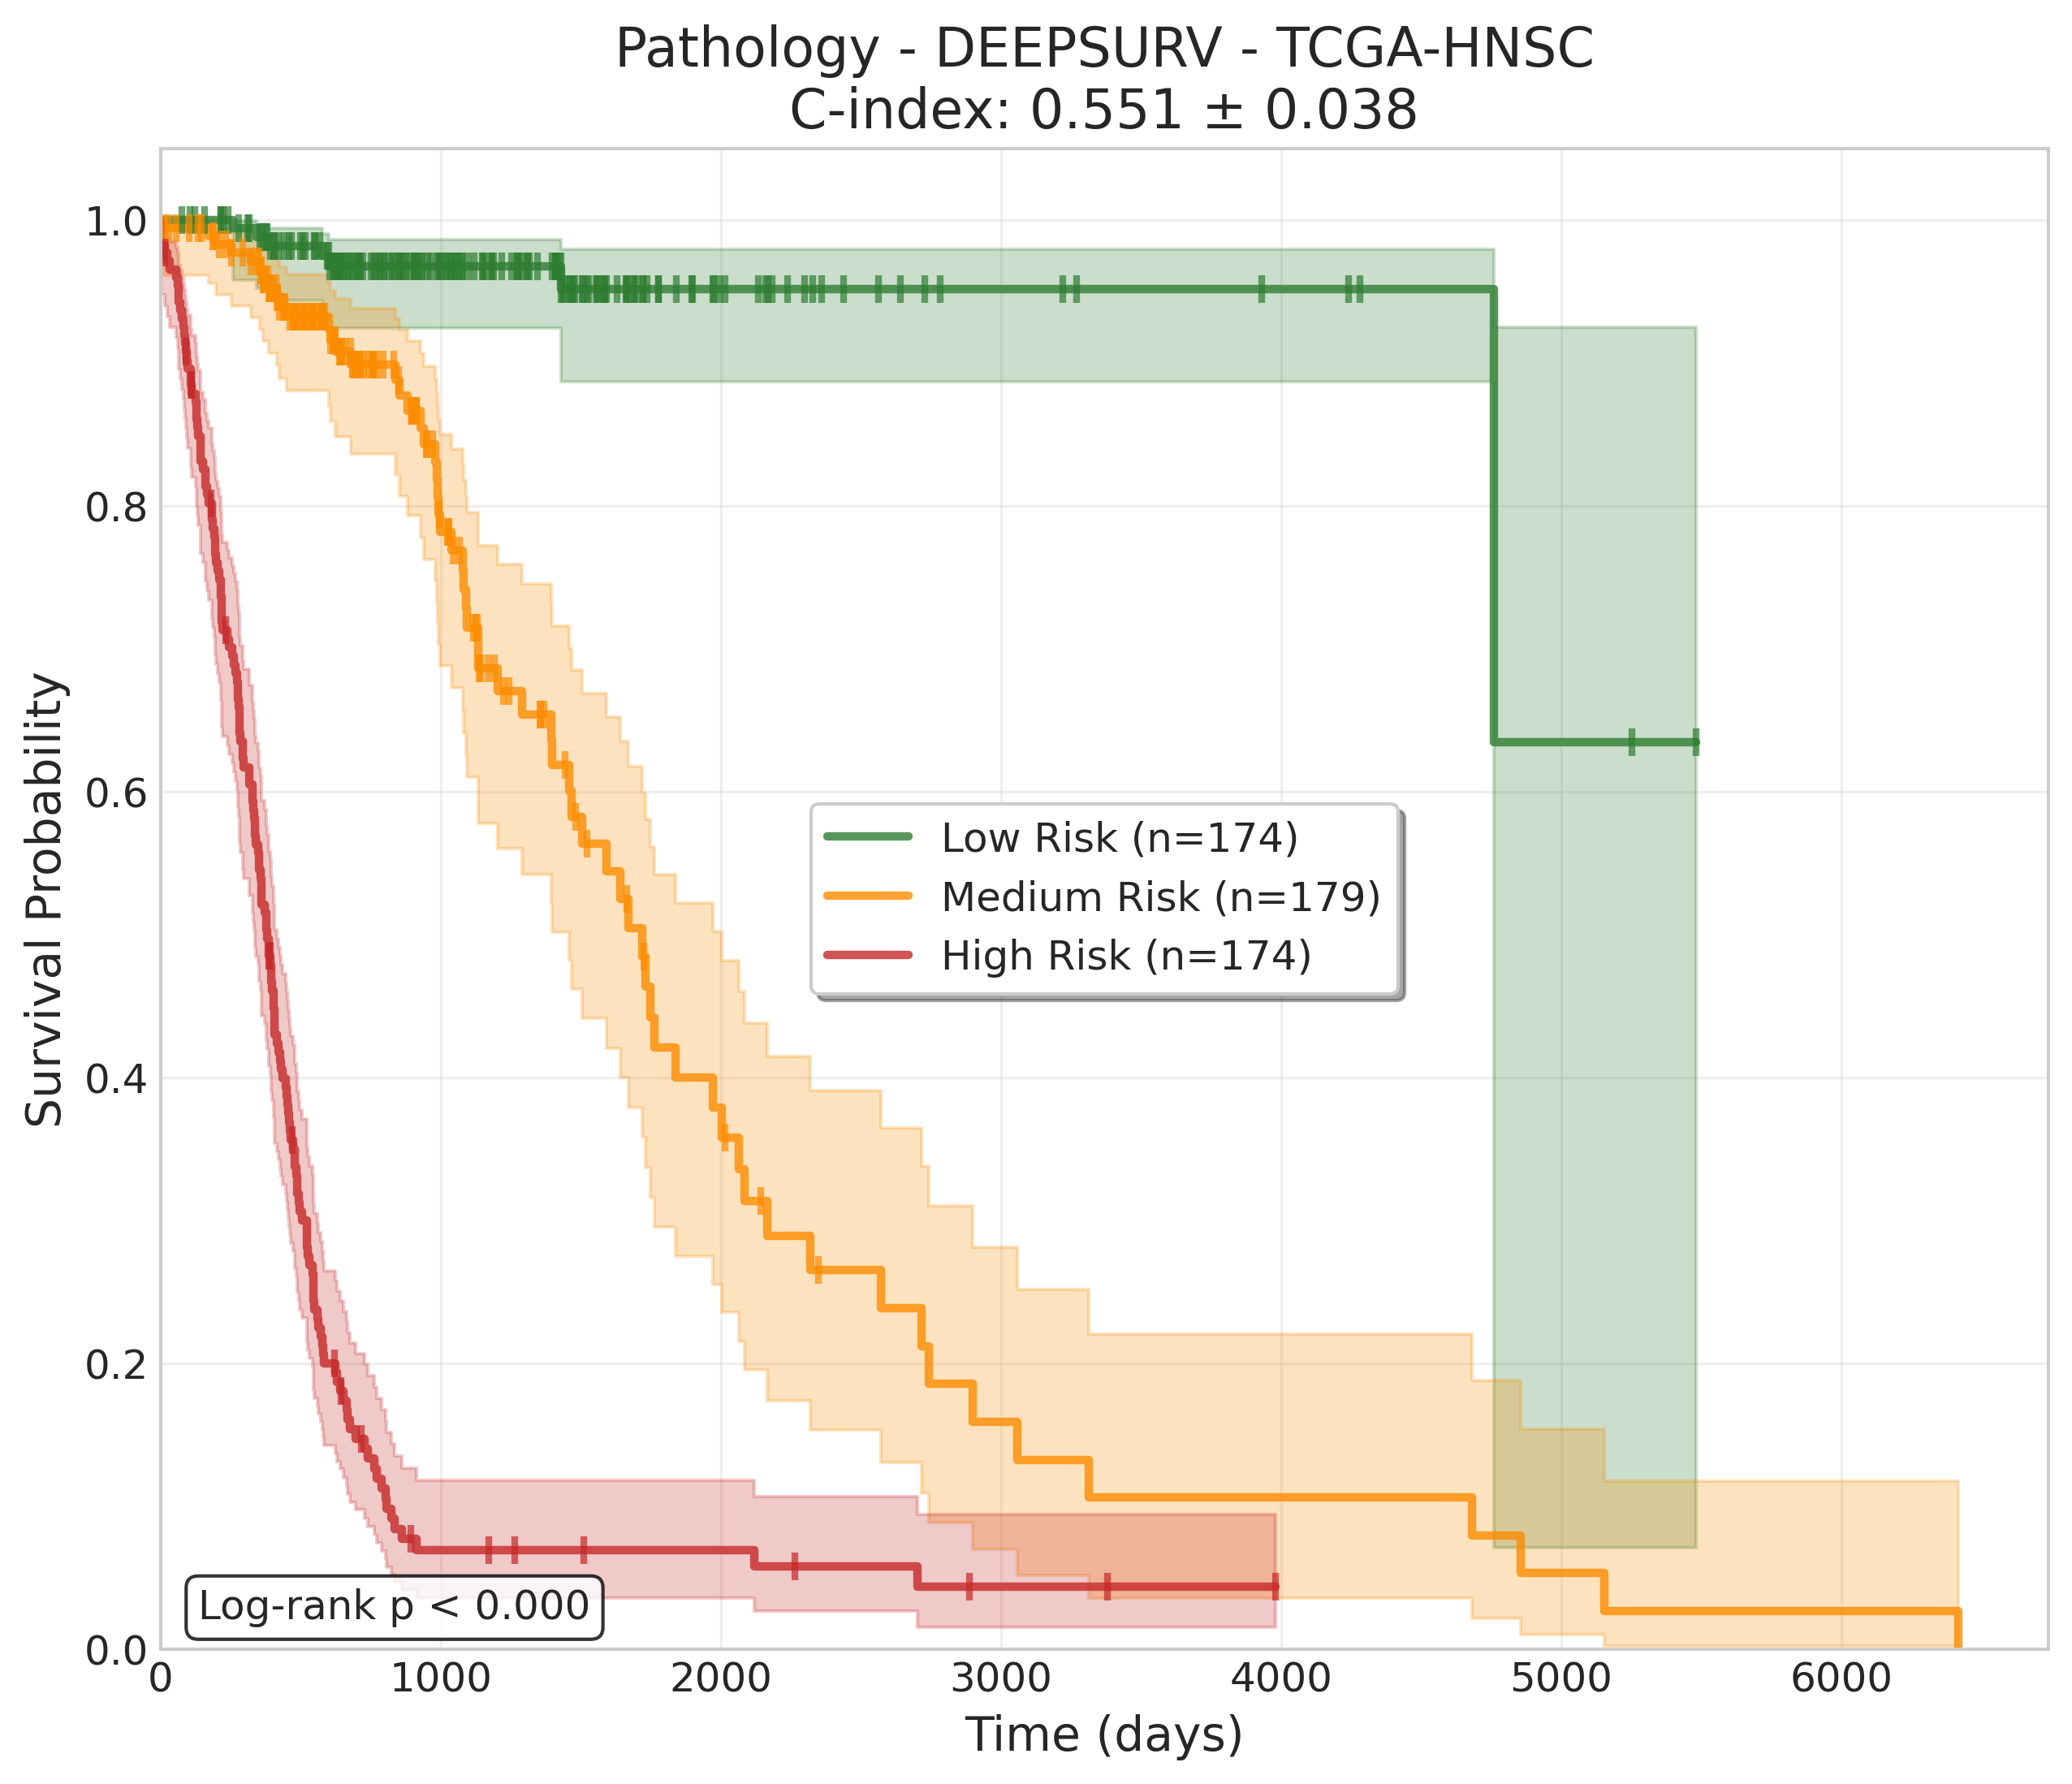 Pathology - DEEPSURV - TCGA-HNSC
C-index: 0.551 ± 0.038
Survival Probability
1.0
0.8
0.6
0.4
0.2
0.0
Low Risk (n=174)
Medium Risk (n=179)
High Risk (n=174)
Log-rank p < 0.000
0 1000 2000 3000 4000 5000 6000
Time (days)